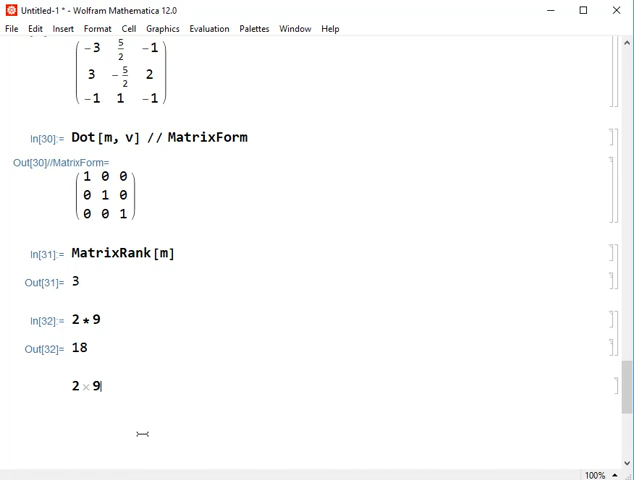 Untitled-1 * - Wolfram Mathematica 12.0
File Edit Insert Format Cell Graphics Evaluation Palettes Window Help
-3 5/2 -1
3 -5/2 2
-1 1 -1
In[30]:= Dot[m, v] // MatrixForm
Out[30]//MatrixForm=
1 0 0
0 1 0
0 0 1
In[31]:= MatrixRank[m]
Out[31]= 3
In[32]:= 2 * 9
Out[32]= 18
2 × 9
100%